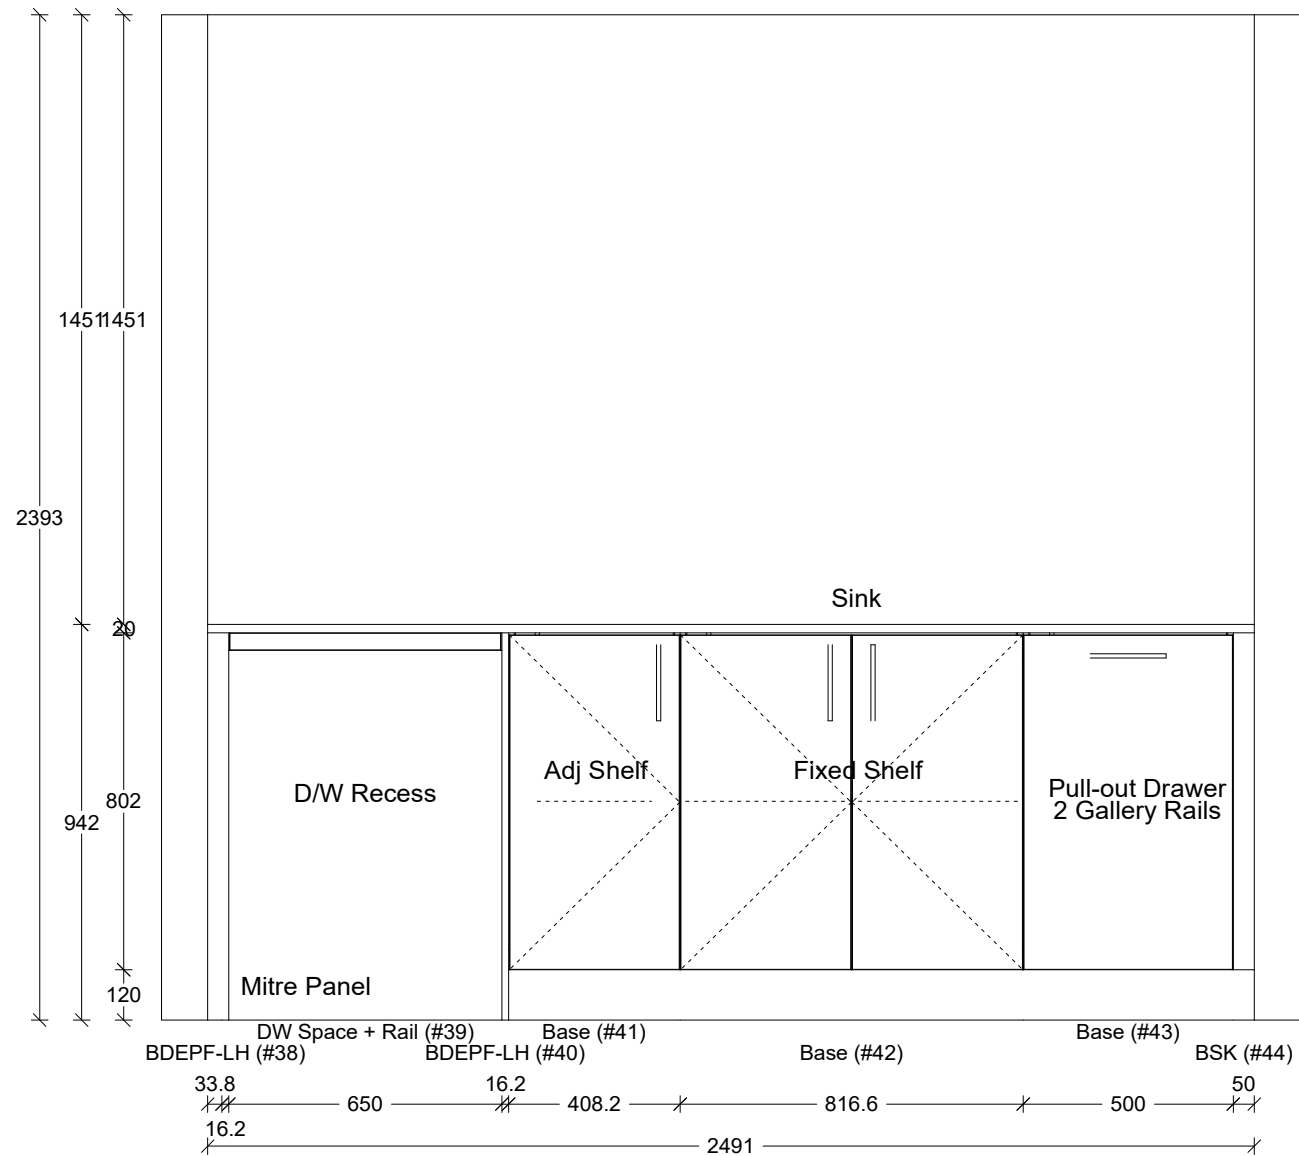 1451
1451
2393
Sink
20
Adj Shelf
Fixed Shelf
D/W Recess
Pull-out Drawer
2 Gallery Rails
802
942
120
Mitre Panel
DW Space + Rail (#39)
Base (#41)
Base (#43)
BDEPF-LH (#38)
BDEPF-LH (#40)
Base (#42)
BSK (#44)
33.8
16.2
50
650
408.2
816.6
500
16.2
2491